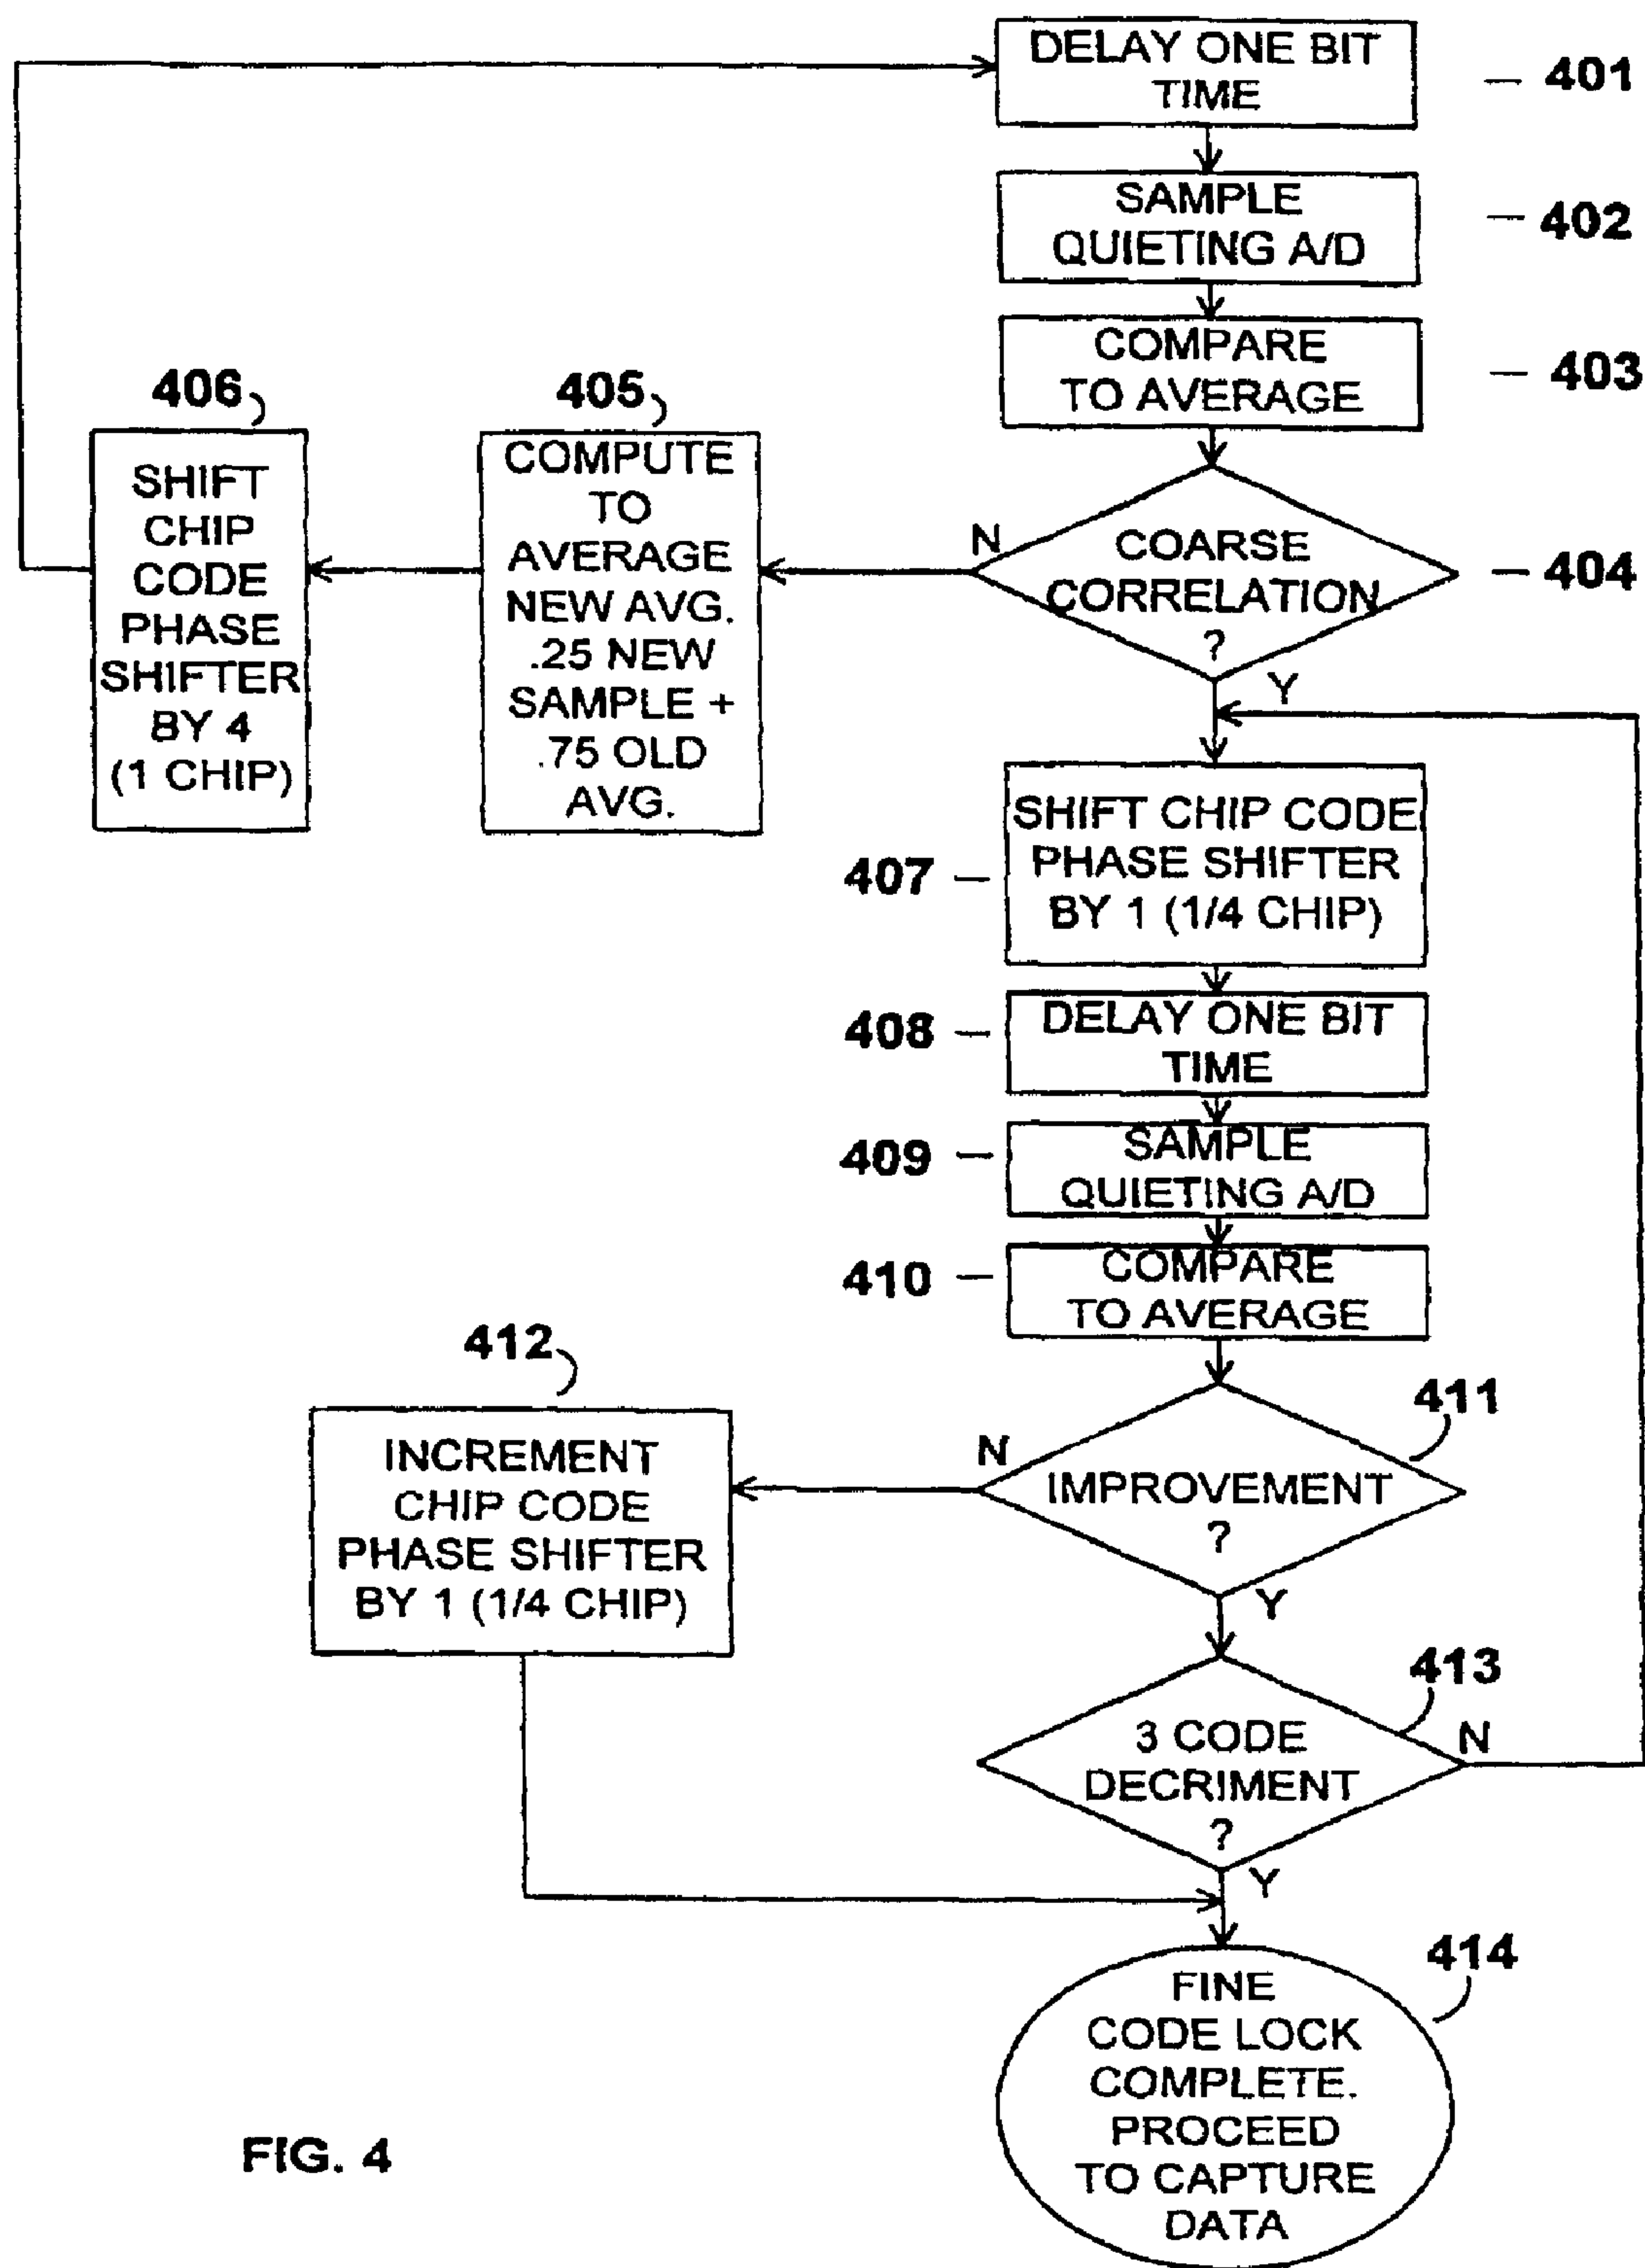 DELAY ONE BIT
TIME
401
SAMPLE
QUIETING A/D
402
COMPARE
TO AVERAGE
403
COARSE
CORRELATION
?
404
N
Y
405
COMPUTE
TO
AVERAGE
NEW AVG.
.25 NEW
SAMPLE +
.75 OLD
AVG.
406
SHIFT
CHIP
CODE
PHASE
SHIFTER
BY 4
(1 CHIP)
SHIFT CHIP CODE
PHASE SHIFTER
BY 1 (1/4 CHIP)
407
DELAY ONE BIT
TIME
408
SAMPLE
QUIETING A/D
409
COMPARE
TO AVERAGE
410
411
IMPROVEMENT
?
N
Y
412
INCREMENT
CHIP CODE
PHASE SHIFTER
BY 1 (1/4 CHIP)
413
3 CODE
DECRIMENT
?
N
Y
414
FINE
CODE LOCK
COMPLETE.
PROCEED
TO CAPTURE
DATA
FIG. 4